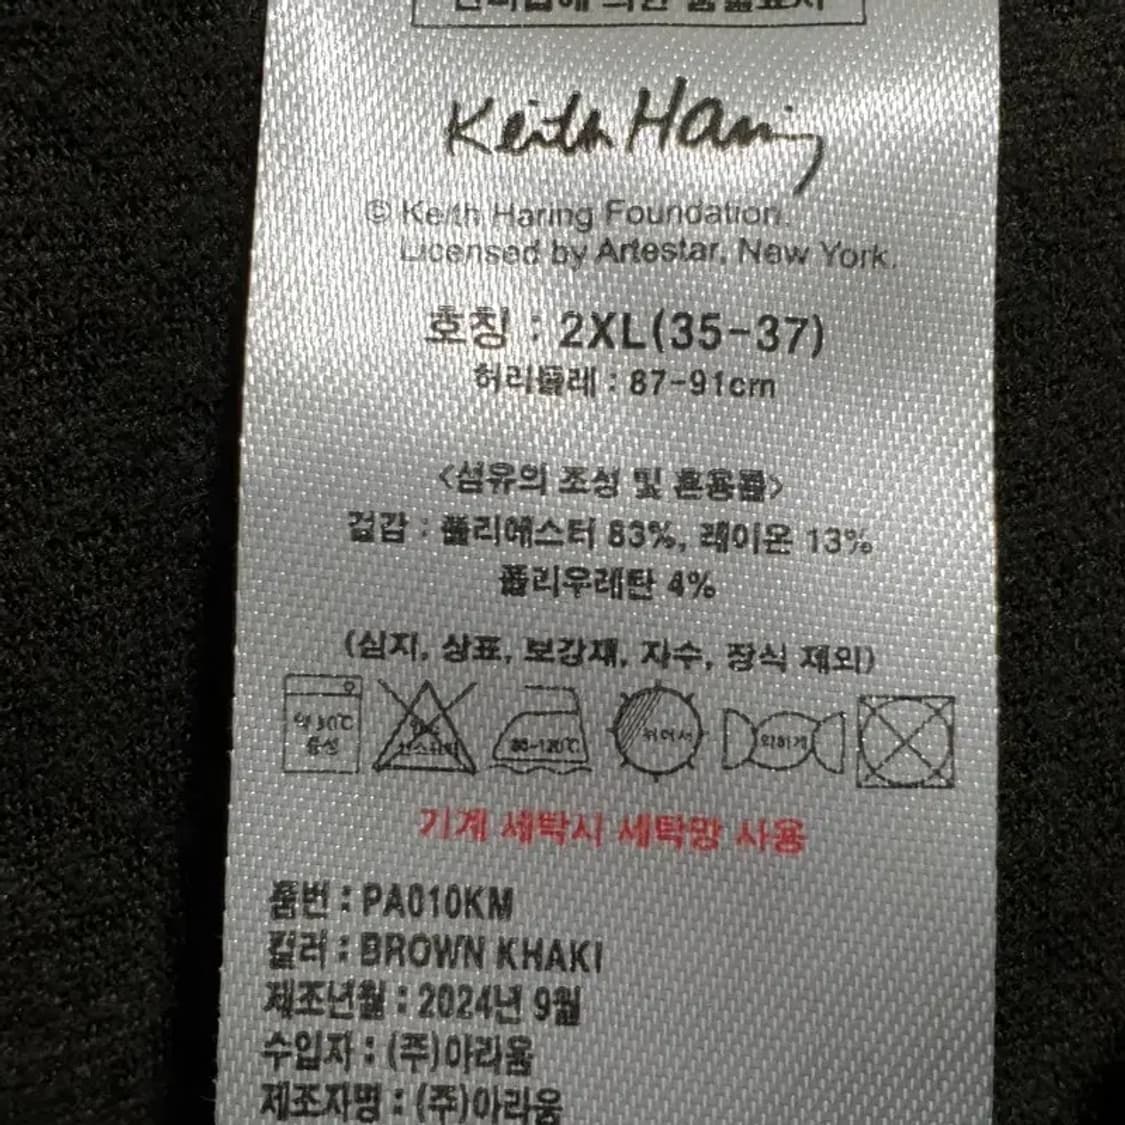 Keith Haring
© Keith Haring Foundation.
Licensed by Artestar, New York.
호칭 : 2XL(35-37)
허리둘레 : 87-91cm
<섬유의 조성 및 혼용률>
겉감 : 폴리에스터 83%, 레이온 13%
폴리우레탄 4%
(심지, 상표, 보강재, 자수, 장식 제외)
약 30℃ 중성
80-120℃
뉘어서
약하게
기계 세탁시 세탁망 사용
품번 : PA010KM
컬러 : BROWN KHAKI
제조년월 : 2024년 9월
수입자 : (주)아라움
제조자명 : (주)아라움